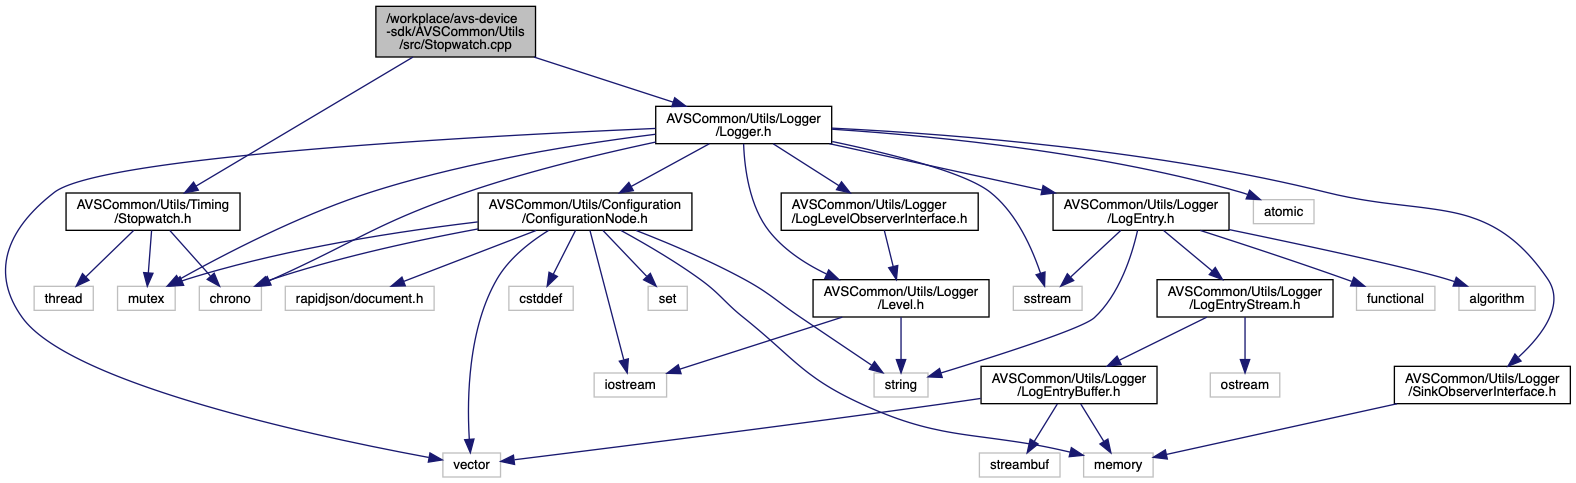 /workplace/avs-device
-sdk/AVSCommon/Utils
/src/Stopwatch.cpp
AVSCommon/Utils/Logger
/Logger.h
AVSCommon/Utils/Timing
/Stopwatch.h
AVSCommon/Utils/Configuration
/ConfigurationNode.h
AVSCommon/Utils/Logger
/LogLevelObserverInterface.h
AVSCommon/Utils/Logger
/LogEntry.h
atomic
thread
mutex
chrono
rapidjson/document.h
cstddef
set
AVSCommon/Utils/Logger
/Level.h
sstream
AVSCommon/Utils/Logger
/LogEntryStream.h
functional
algorithm
iostream
string
AVSCommon/Utils/Logger
/LogEntryBuffer.h
ostream
AVSCommon/Utils/Logger
/SinkObserverInterface.h
vector
streambuf
memory